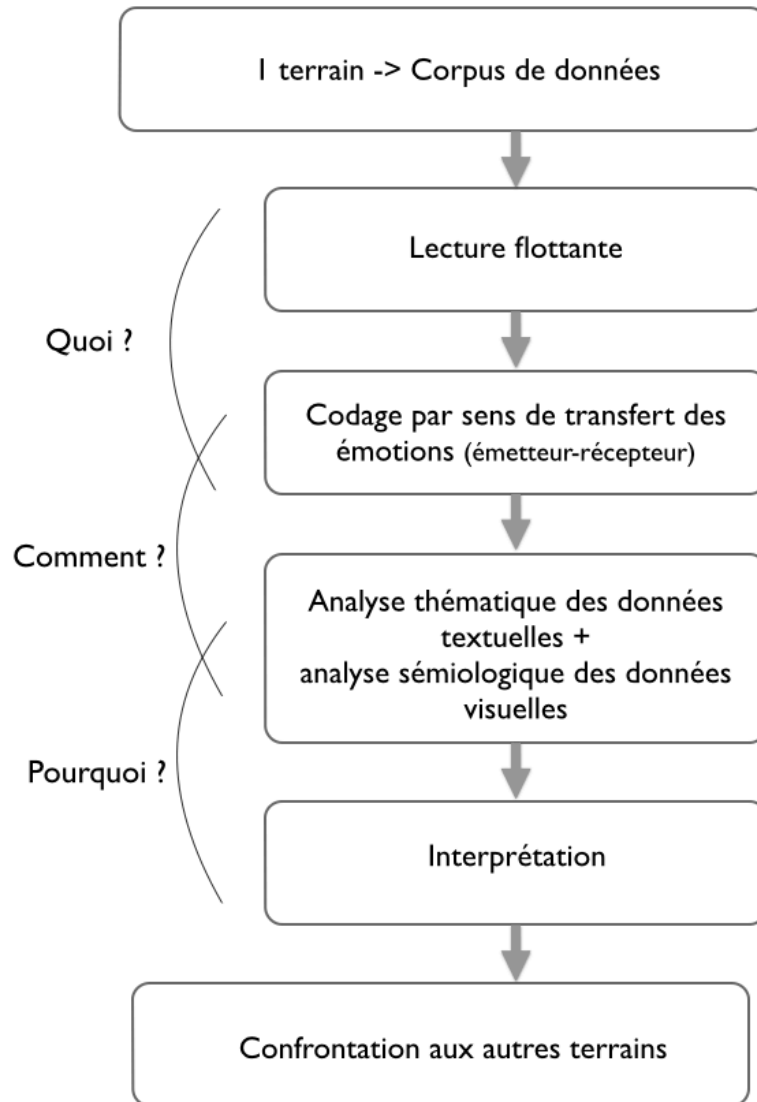 1 terrain -> Corpus de données
Lecture flottante
Quoi ?
Codage par sens de transfert des
émotions (émetteur-récepteur)
Comment ?
Analyse thématique des données
textuelles +
analyse sémiologique des données
visuelles
Pourquoi ?
Interprétation
Confrontation aux autres terrains